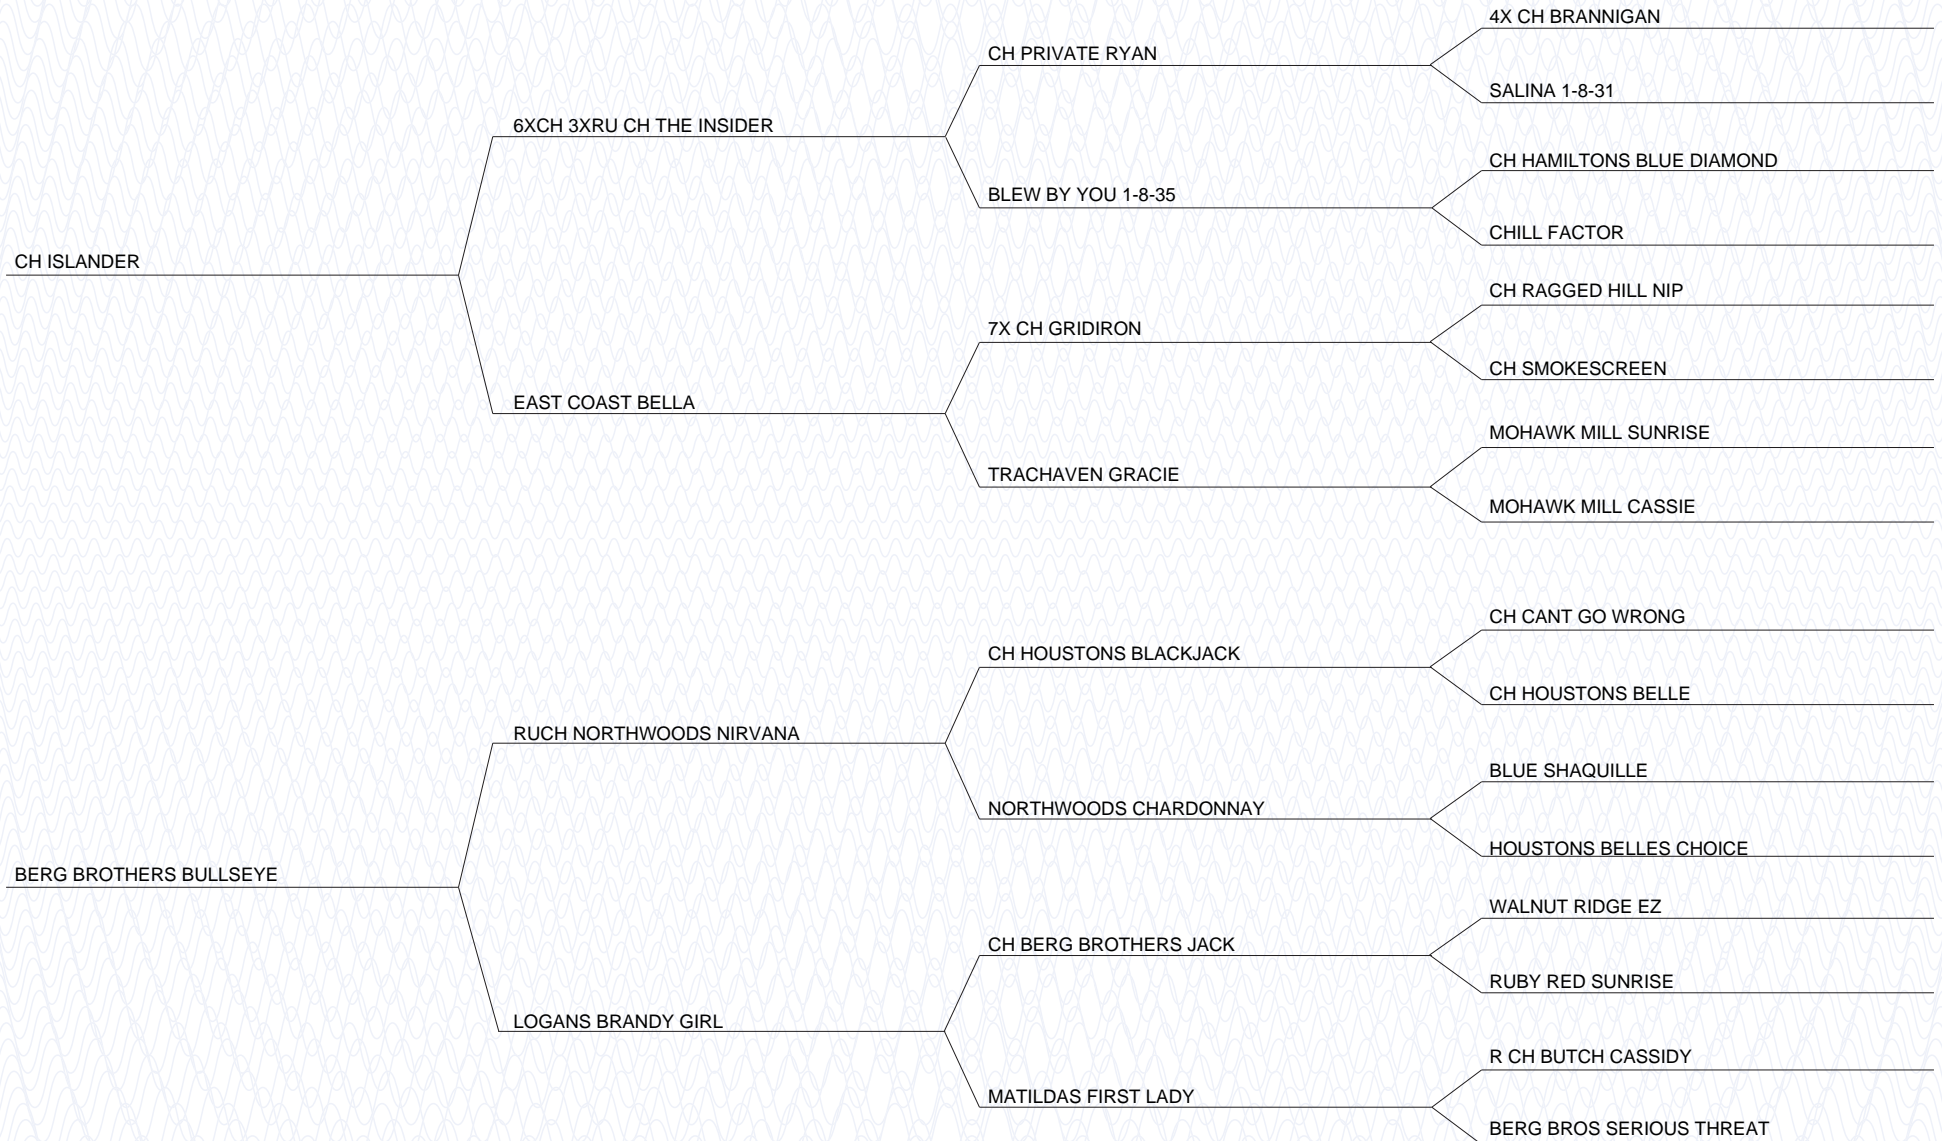 4X CH BRANNIGAN
CH PRIVATE RYAN
SALINA 1-8-31
6XCH 3XRU CH THE INSIDER
CH HAMILTONS BLUE DIAMOND
BLEW BY YOU 1-8-35
CHILL FACTOR
CH ISLANDER
CH RAGGED HILL NIP
7X CH GRIDIRON
CH SMOKESCREEN
EAST COAST BELLA
MOHAWK MILL SUNRISE
TRACHAVEN GRACIE
MOHAWK MILL CASSIE
CH CANT GO WRONG
CH HOUSTONS BLACKJACK
CH HOUSTONS BELLE
RUCH NORTHWOODS NIRVANA
BLUE SHAQUILLE
NORTHWOODS CHARDONNAY
HOUSTONS BELLES CHOICE
BERG BROTHERS BULLSEYE
WALNUT RIDGE EZ
CH BERG BROTHERS JACK
RUBY RED SUNRISE
LOGANS BRANDY GIRL
R CH BUTCH CASSIDY
MATILDAS FIRST LADY
BERG BROS SERIOUS THREAT